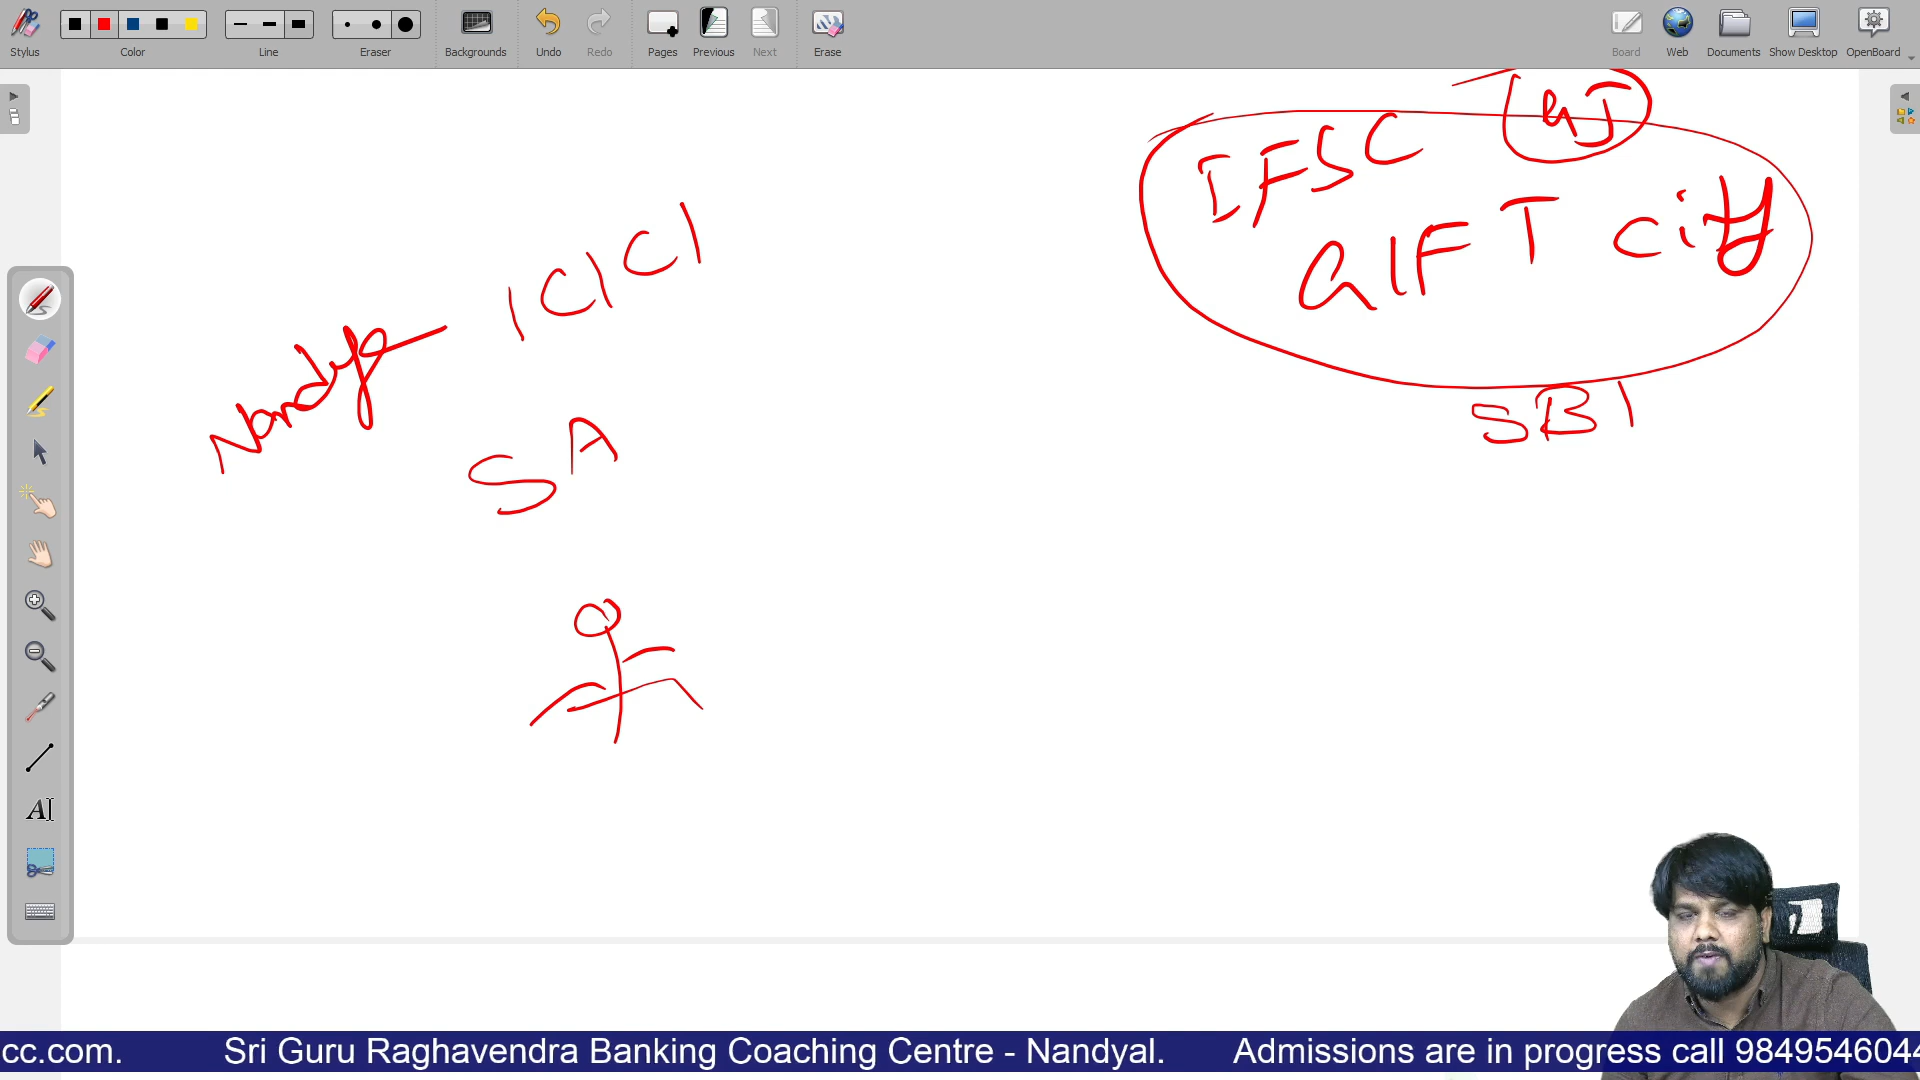 Stylus
Color
Line
Eraser
Backgrounds
Undo
Redo
Pages
Previous
Next
Erase
Board
Web
Documents
Show Desktop
OpenBoard
GJ
IFSC
GIFT city
SBI
Nandyal
ICICI
SA
cc.com. Sri Guru Raghavendra Banking Coaching Centre - Nandyal. Admissions are in progress call 9849546044